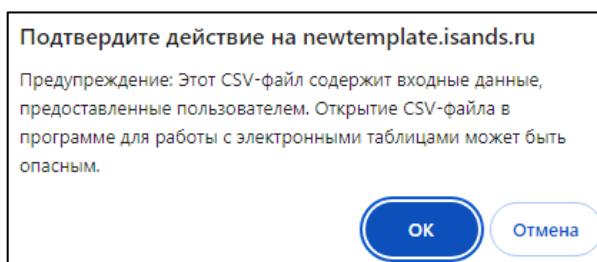 Подтвердите действие на newtemplate.isands.ru
Предупреждение: Этот CSV-файл содержит входные данные,
предоставленные пользователем. Открытие CSV-файла в
программе для работы с электронными таблицами может быть
опасным.
ОК
Отмена